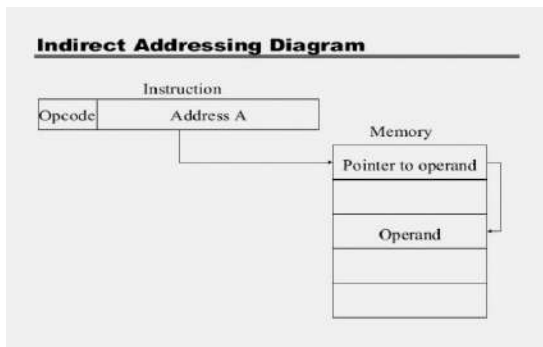 Indirect Addressing Diagram
Instruction
Opcode Address A
Memory
Pointer to operand
Operand